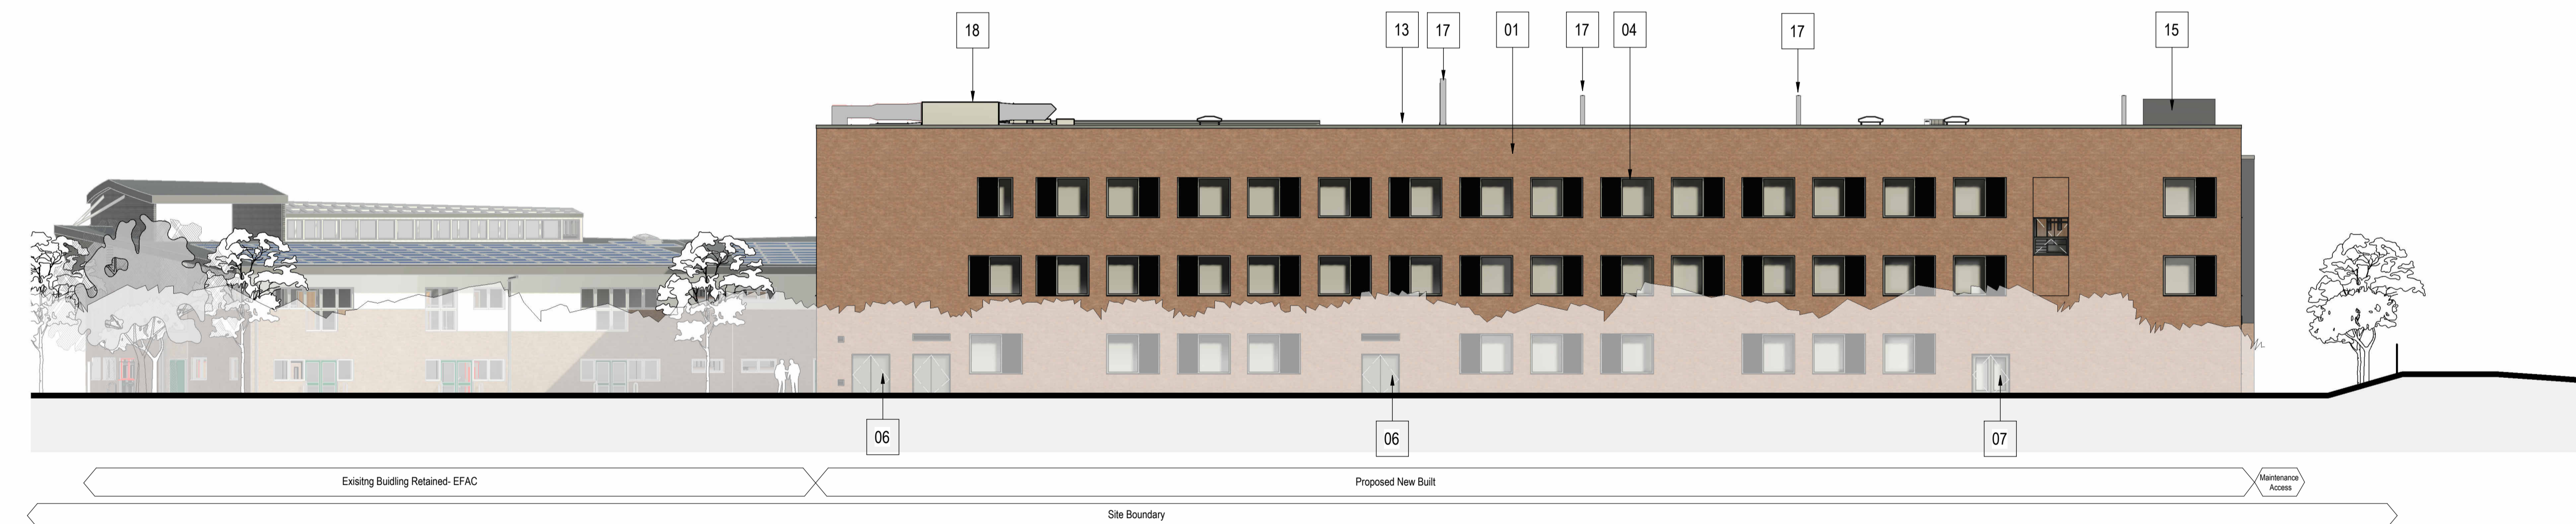 18
13
17
01
17
04
17
15
06
06
07
Exisitng Buidling Retained- EFAC
Proposed New Built
Maintenance
Access
Site Boundary